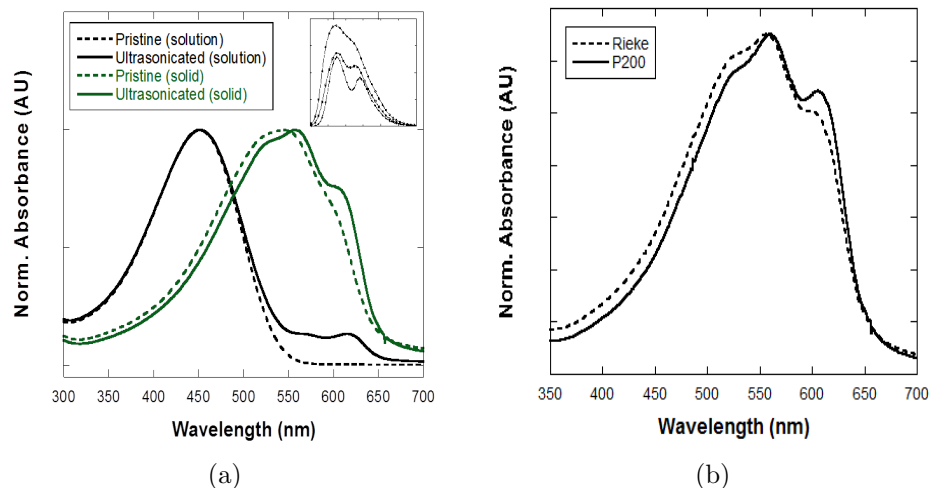 Pristine (solution)
Ultrasonicated (solution)
Pristine (solid)
Ultrasonicated (solid)
Norm. Absorbance (AU)
300 350 400 450 500 550 600 650 700
Wavelength (nm)
(a)
Rieke
P200
Norm. Absorbance (AU)
350 400 450 500 550 600 650 700
Wavelength (nm)
(b)